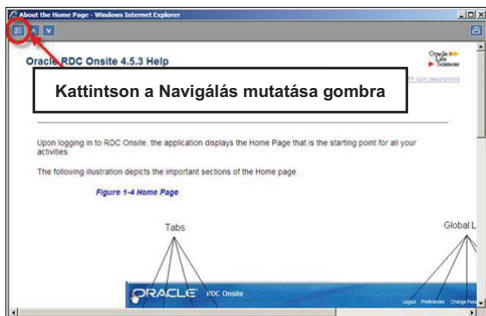 About the Home Page - Windows Internet Explorer
Oracle RDC Onsite 4.5.3 Help
Oracle
Life
Sciences
Kattintson a Navigálás mutatása gombra
Upon logging in to RDC Onsite, the application displays the Home Page that is the starting point for all your
activities.
The following illustration depicts the important sections of the Home page.
Figure 1-4 Home Page
Tabs
Global L
ORACLE RDC Onsite
Logout Preferences Change Pass